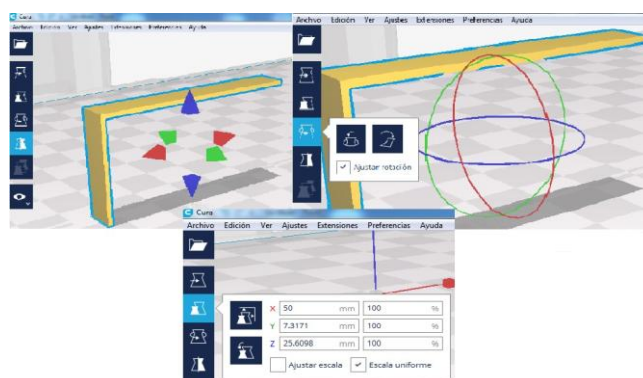 Cura
Archivo Edición Ver Ajustes Extensiones Preferencias Ayuda
Archivo Edición Ver Ajustes Extensiones Preferencias Ayuda
Ajustar rotación
Cura
Archivo Edición Ver Ajustes Extensiones Preferencias Ayuda
X 50 mm 100 %
Y 7.3171 mm 100 %
Z 25.6098 mm 100 %
Ajustar escala Escala uniforme